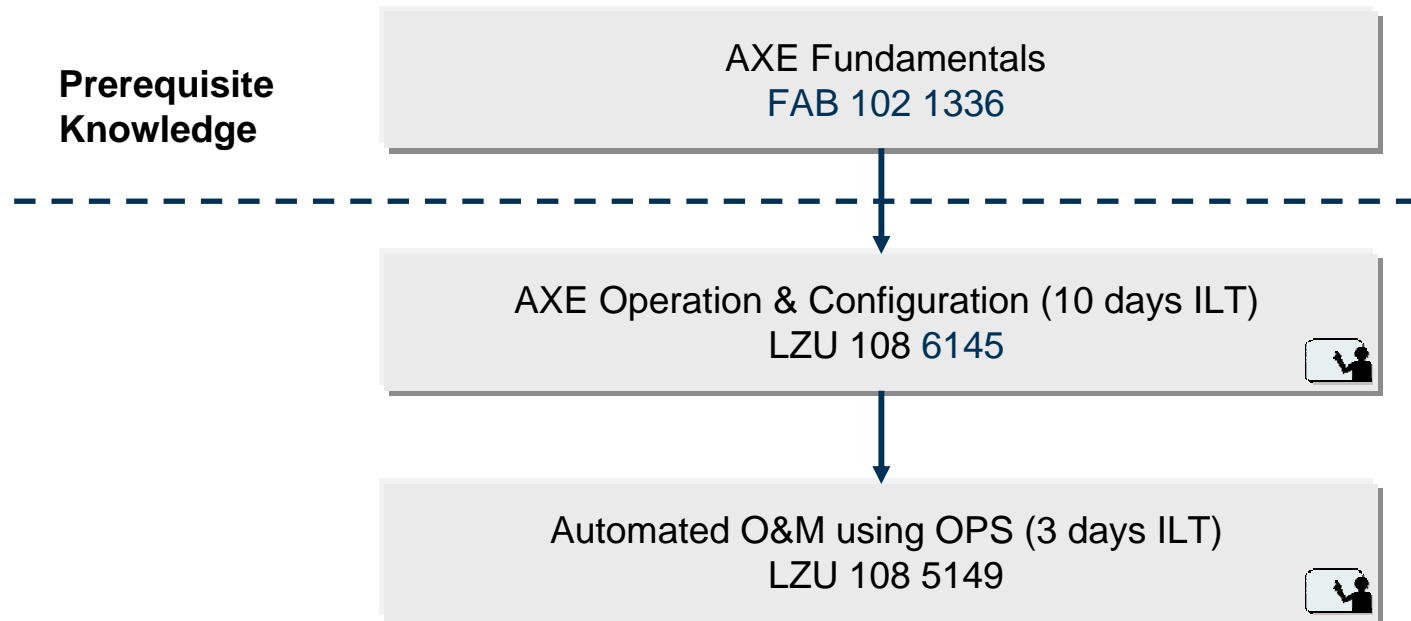 Prerequisite
Knowledge
AXE Fundamentals
FAB 102 1336
AXE Operation & Configuration (10 days ILT)
LZU 108 6145
Automated O&M using OPS (3 days ILT)
LZU 108 5149